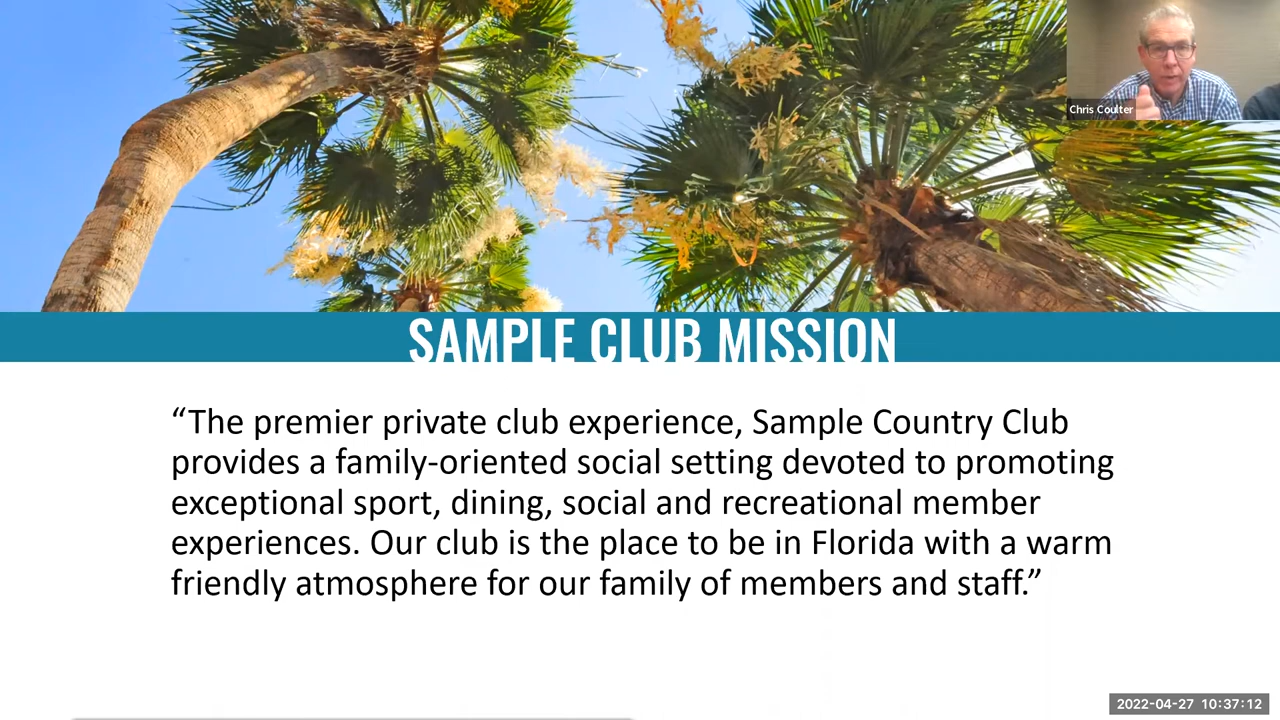 Chris Coulter
SAMPLE CLUB MISSION
“The premier private club experience, Sample Country Club
provides a family-oriented social setting devoted to promoting
exceptional sport, dining, social and recreational member
experiences. Our club is the place to be in Florida with a warm
friendly atmosphere for our family of members and staff.”
2022-04-27 10:37:12